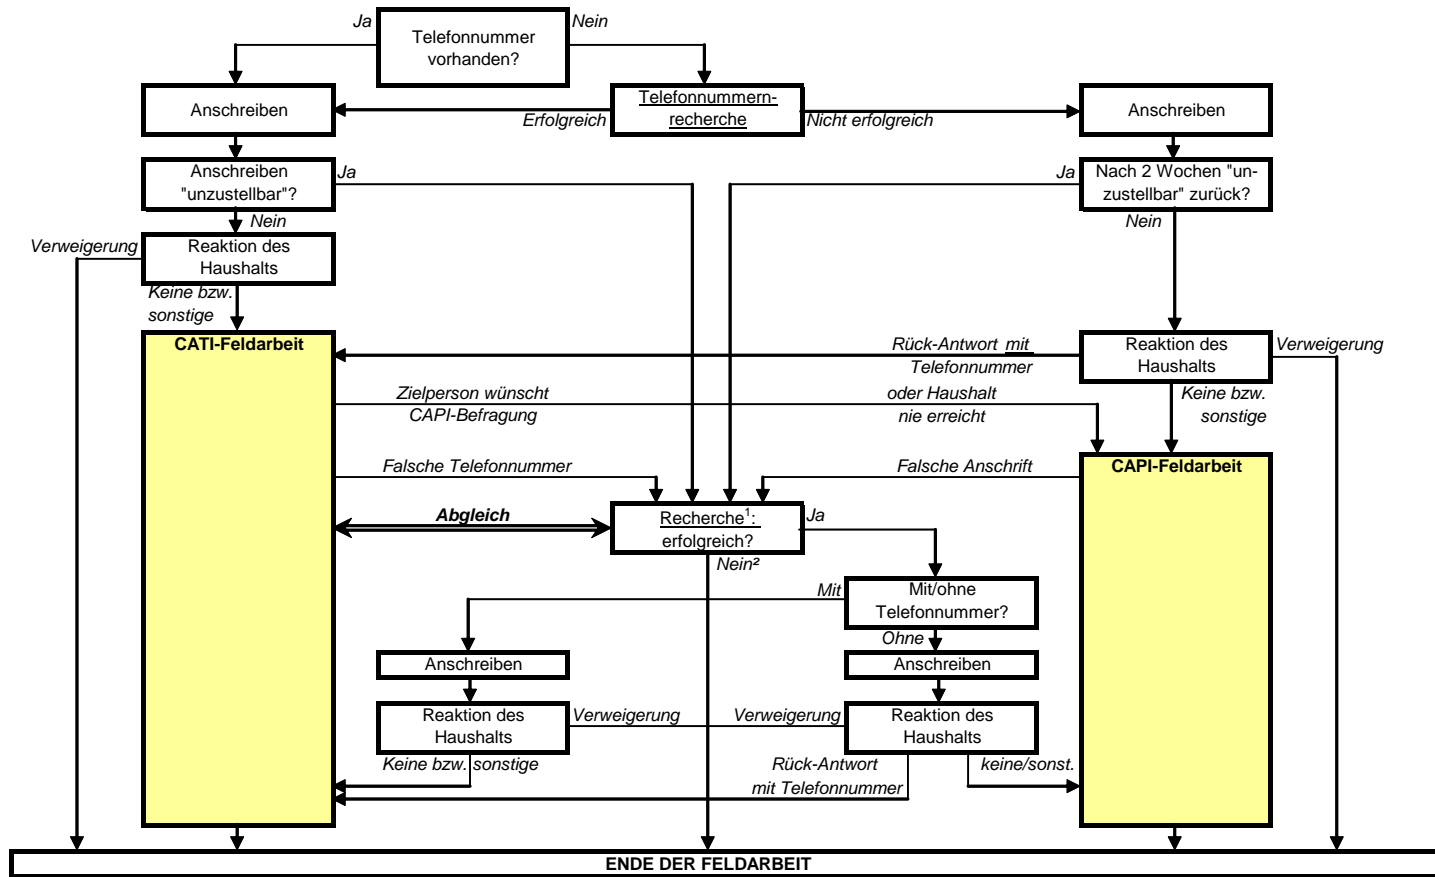 Ja
Nein
Telefonnummer
vorhanden?
Anschreiben
Telefonnummern-
recherche
Anschreiben
Erfolgreich
Nicht erfolgreich
Anschreiben
"unzustellbar"?
Ja
Ja
Nach 2 Wochen "un-
zustellbar" zurück?
Nein
Nein
Verweigerung
Reaktion des
Haushalts
Keine bzw.
sonstige
CATI-Feldarbeit
Rück-Antwort mit
Telefonnummer
Reaktion des
Haushalts
Verweigerung
Zielperson wünscht
CAPI-Befragung
oder Haushalt
nie erreicht
Keine bzw.
sonstige
Falsche Telefonnummer
Falsche Anschrift
CAPI-Feldarbeit
Abgleich
Recherche¹:
erfolgreich?
Ja
Nein²
Mit
Mit/ohne
Telefonnummer?
Ohne
Anschreiben
Anschreiben
Reaktion des
Haushalts
Verweigerung
Verweigerung
Reaktion des
Haushalts
Keine bzw. sonstige
Rück-Antwort
mit Telefonnummer
keine/sonst.
ENDE DER FELDARBEIT